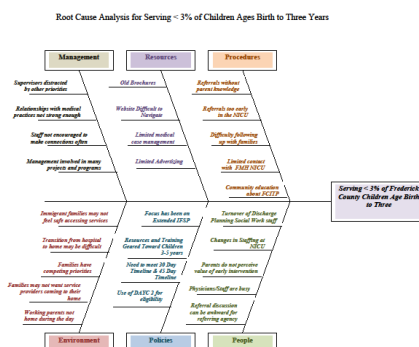 Root Cause Analysis for Serving < 3% of Children Ages Birth to Three Years
Management
Resources
Procedures
Supervisors distracted
by other priorities
Relationships with medical
practices not strong enough
Staff not encouraged to
make connections often
Management involved in many
projects and programs
Old Brochures
Website Difficult to
Navigate
Limited medical
case management
Limited Advertising
Referrals without
parent knowledge
Referrals too early
in the NICU
Difficulty following
up with families
Limited contact
with FMH NICU
Community education
about FCITP
Serving < 3% of Frederick
County Children Age Birth
to Three
Immigrant families may not
feel safe accessing services
Transition from hospital
to home may be difficult
Families have
competing priorities
Families may not want service
providers coming to their
home
Working parents not
home during the day
Focus has been on
Extended IFSP
Resources and Training
Geared Toward Children
3-5 years
Need to meet 30 Day
Timeline & 45 Day
Timeline
Use of DAYC 2 for
eligibility
Turnover of Discharge
Planning Social Work staff
Changes in Staffing at
NICU
Parents do not perceive
value of early intervention
Physicians/Staff are busy
Referral discussion
can be awkward for
referring agency
Environment
Policies
People